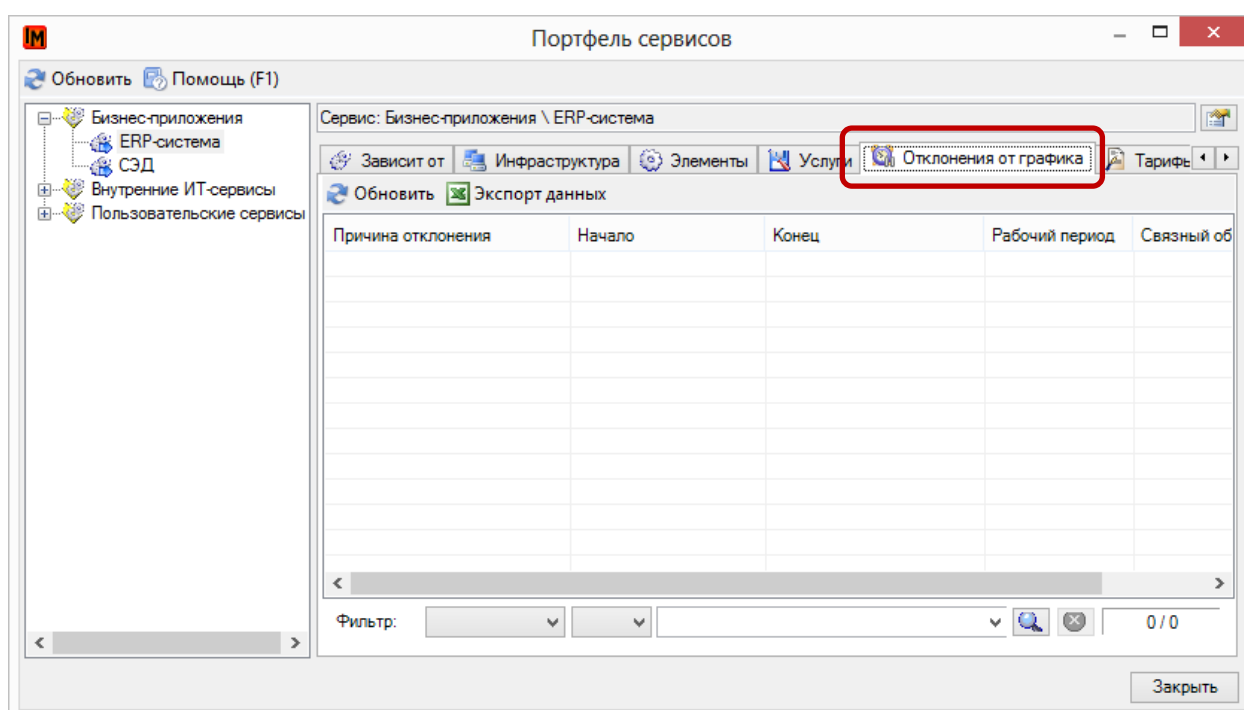 IM
Портфель сервисов
Обновить Помощь (F1)
Бизнес-приложения
ERP-система
СЭД
Внутренние ИТ-сервисы
Пользовательские сервисы
Сервис: Бизнес-приложения \ ERP-система
Зависит от Инфраструктура Элементы Услуги Отклонения от графика Тарифы
Обновить Экспорт данных
Причина отклонения Начало Конец Рабочий период Связный об
Фильтр: 0 / 0
Закрыть